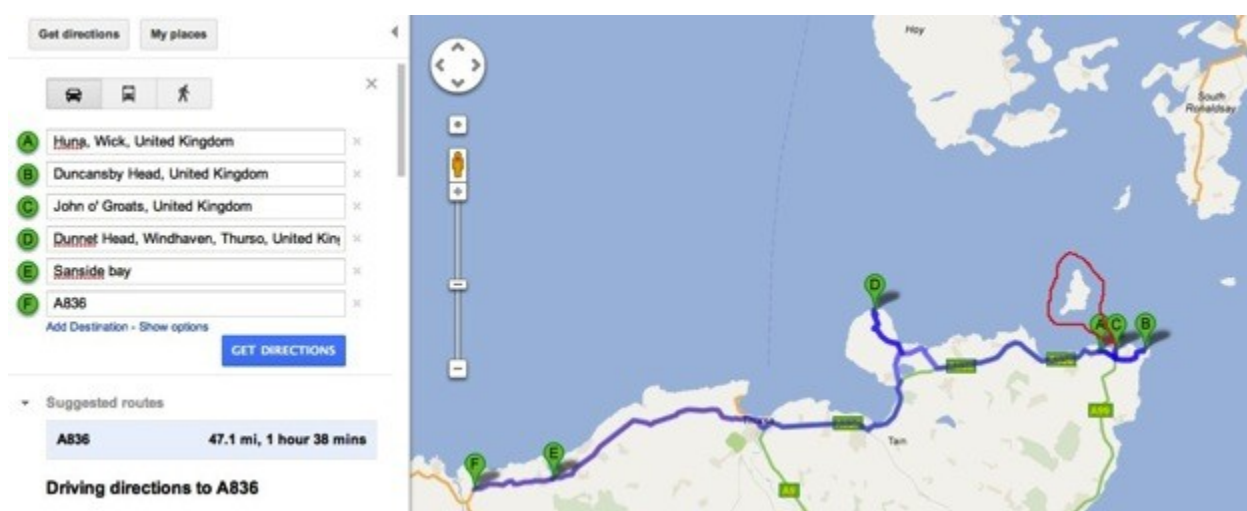 Get directions
My places
A Huna, Wick, United Kingdom
B Duncansby Head, United Kingdom
C John o' Groats, United Kingdom
D Dunnet Head, Windhaven, Thurso, United King
E Sanside bay
F A836
Add Destination - Show options
GET DIRECTIONS
Suggested routes
A836 47.1 mi, 1 hour 38 mins
Driving directions to A836
Hoy
South
Ronaldsay
D
A C B
A99
Tain
E
F
A9